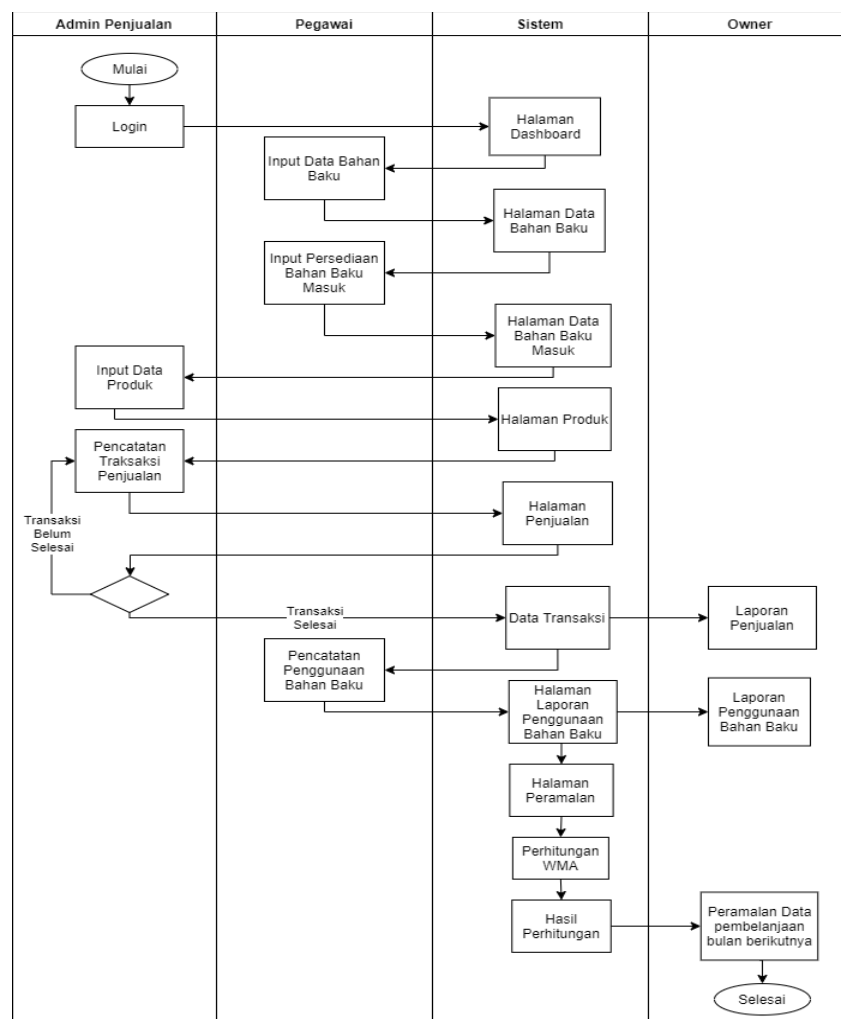 Admin Penjualan
Pegawai
Sistem
Owner
Mulai
Login
Halaman
Dashboard
Input Data Bahan
Baku
Halaman Data
Bahan Baku
Input Persediaan
Bahan Baku
Masuk
Halaman Data
Bahan Baku
Masuk
Input Data
Produk
Halaman Produk
Pencatatan
Traksaksi
Penjualan
Halaman
Penjualan
Transaksi
Belum
Selesai
Transaksi
Selesai
Data Transaksi
Laporan
Penjualan
Pencatatan
Penggunaan
Bahan Baku
Halaman
Laporan
Penggunaan
Bahan Baku
Laporan
Penggunaan
Bahan Baku
Halaman
Peramalan
Perhitungan
WMA
Hasil
Perhitungan
Peramalan Data
pembelanjaan
bulan berikutnya
Selesai